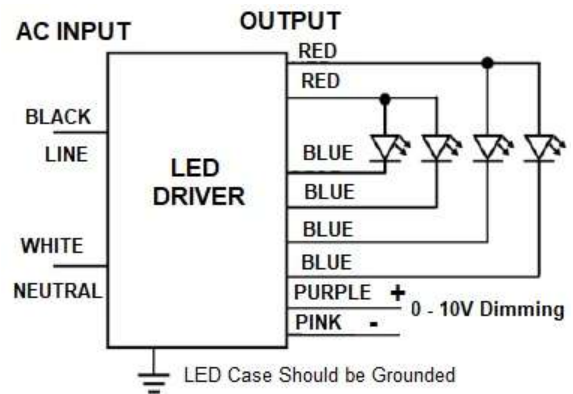 AC INPUT
OUTPUT
RED
RED
BLACK
LINE
LED
DRIVER
BLUE
BLUE
BLUE
BLUE
WHITE
NEUTRAL
PURPLE +
PINK -
0 - 10V Dimming
LED Case Should be Grounded